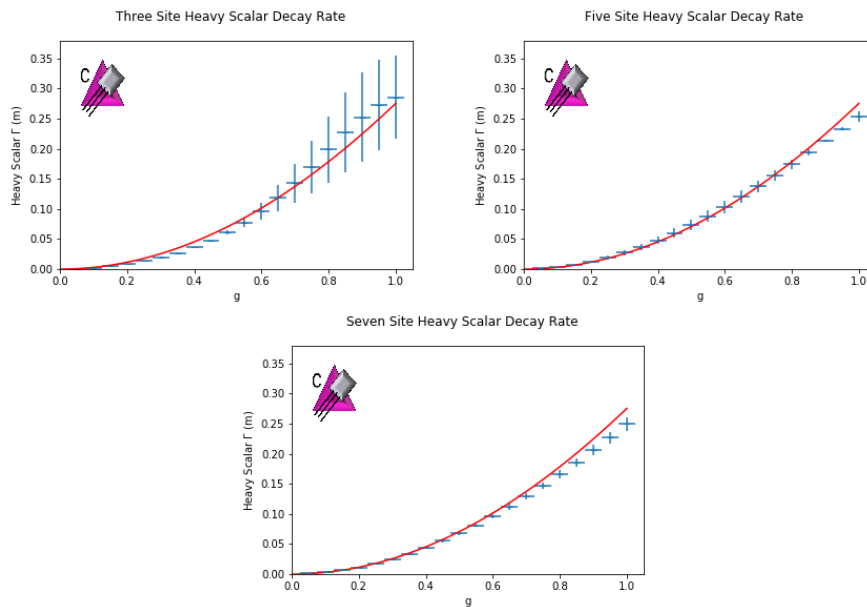 Three Site Heavy Scalar Decay Rate
0.35
0.30
0.25
0.20
0.15
0.10
0.05
0.00
Heavy Scalar Γ (m)
C
0.0 0.2 0.4 0.6 0.8 1.0
g
Five Site Heavy Scalar Decay Rate
0.35
0.30
0.25
0.20
0.15
0.10
0.05
0.00
Heavy Scalar Γ (m)
C
0.0 0.2 0.4 0.6 0.8 1.0
g
Seven Site Heavy Scalar Decay Rate
0.35
0.30
0.25
0.20
0.15
0.10
0.05
0.00
Heavy Scalar Γ (m)
C
0.0 0.2 0.4 0.6 0.8 1.0
g